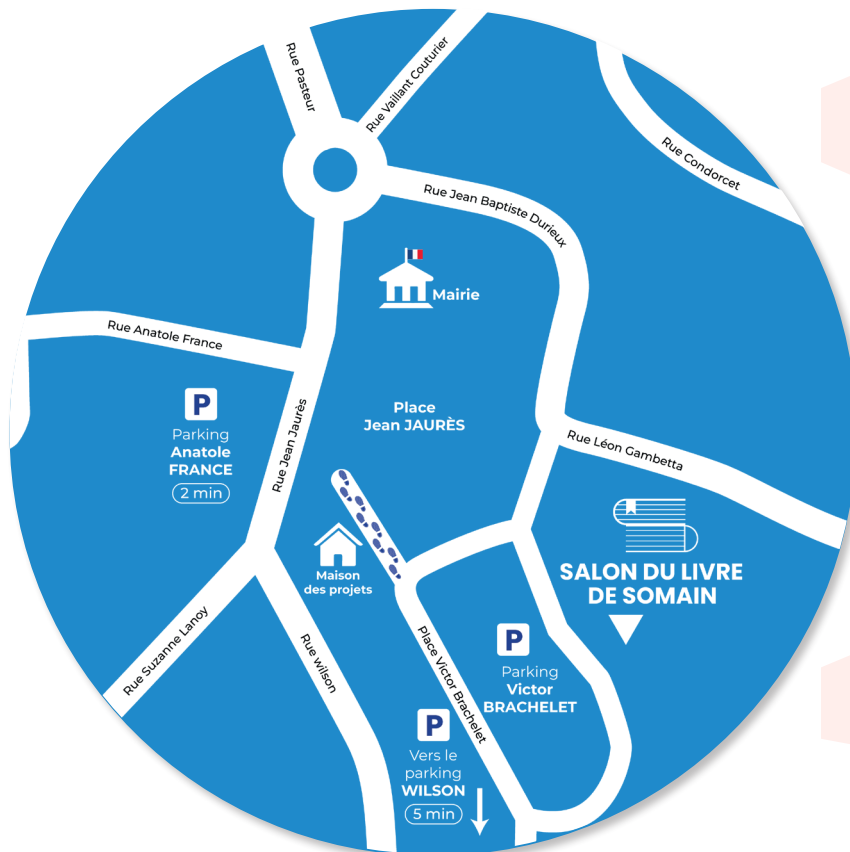 Rue Pasteur
Rue Vaillant Couturier
Rue Condorcet
Rue Jean Baptiste Durieux
Mairie
Rue Anatole France
P
Parking
Anatole
FRANCE
2 min
Rue Jean Jaurès
Place
Jean JAURÈS
Rue Léon Gambetta
Maison
des projets
SALON DU LIVRE
DE SOMAIN
Rue Suzanne Lanoy
Rue wilson
Place Victor Brachelet
P
Parking
Victor
BRACHELET
P
Vers le
parking
WILSON
5 min